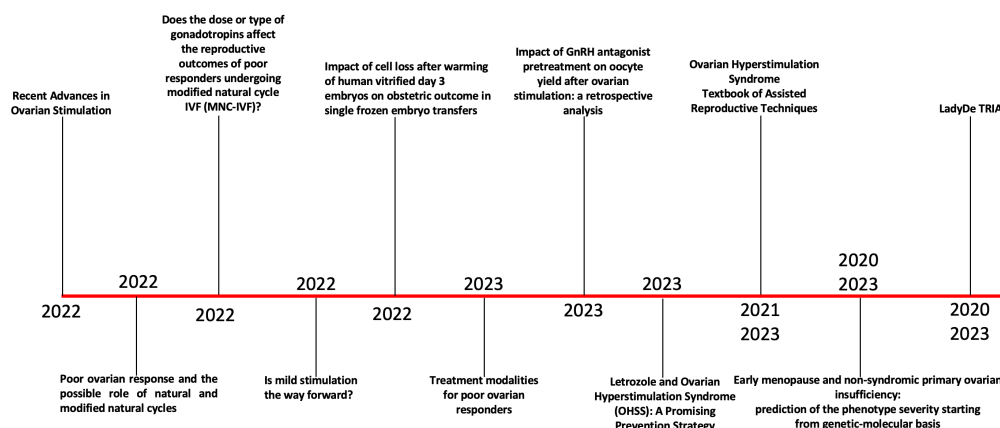 Recent Advances in
Ovarian Stimulation
2022
2022
Poor ovarian response and the
possible role of natural and
modified natural cycles
Does the dose or type of
gonadotropins affect
the reproductive
outcomes of poor
responders undergoing
modified natural cycle
IVF (MNC-IVF)?
2022
2022
Is mild stimulation
the way forward?
Impact of cell loss after warming
of human vitrified day 3
embryos on obstetric outcome in
single frozen embryo transfers
2022
2023
Treatment modalities
for poor ovarian
responders
Impact of GnRH antagonist
pretreatment on oocyte
yield after ovarian
stimulation: a retrospective
analysis
2023
2023
Letrozole and Ovarian
Hyperstimulation Syndrome
(OHSS): A Promising
Prevention Strategy
Ovarian Hyperstimulation
Syndrome
Textbook of Assisted
Reproductive Techniques
2021
2023
2020
2023
Early menopause and non-syndromic primary ovarian
insufficiency:
prediction of the phenotype severity starting
from genetic-molecular basis
LadyDe TRIA
2020
2023